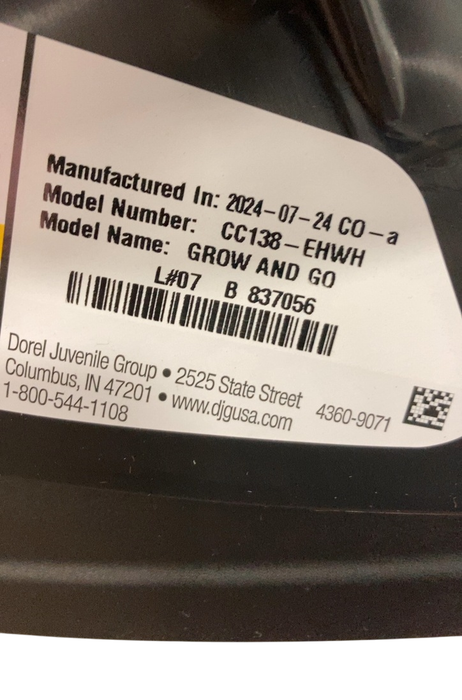 Manufactured In: 2024-07-24 CO-a
Model Number: CC138-EHWH
Model Name: GROW AND GO
L#07 B 837056
Dorel Juvenile Group • 2525 State Street
Columbus, IN 47201 • www.djgusa.com 4360-9071
1-800-544-1108